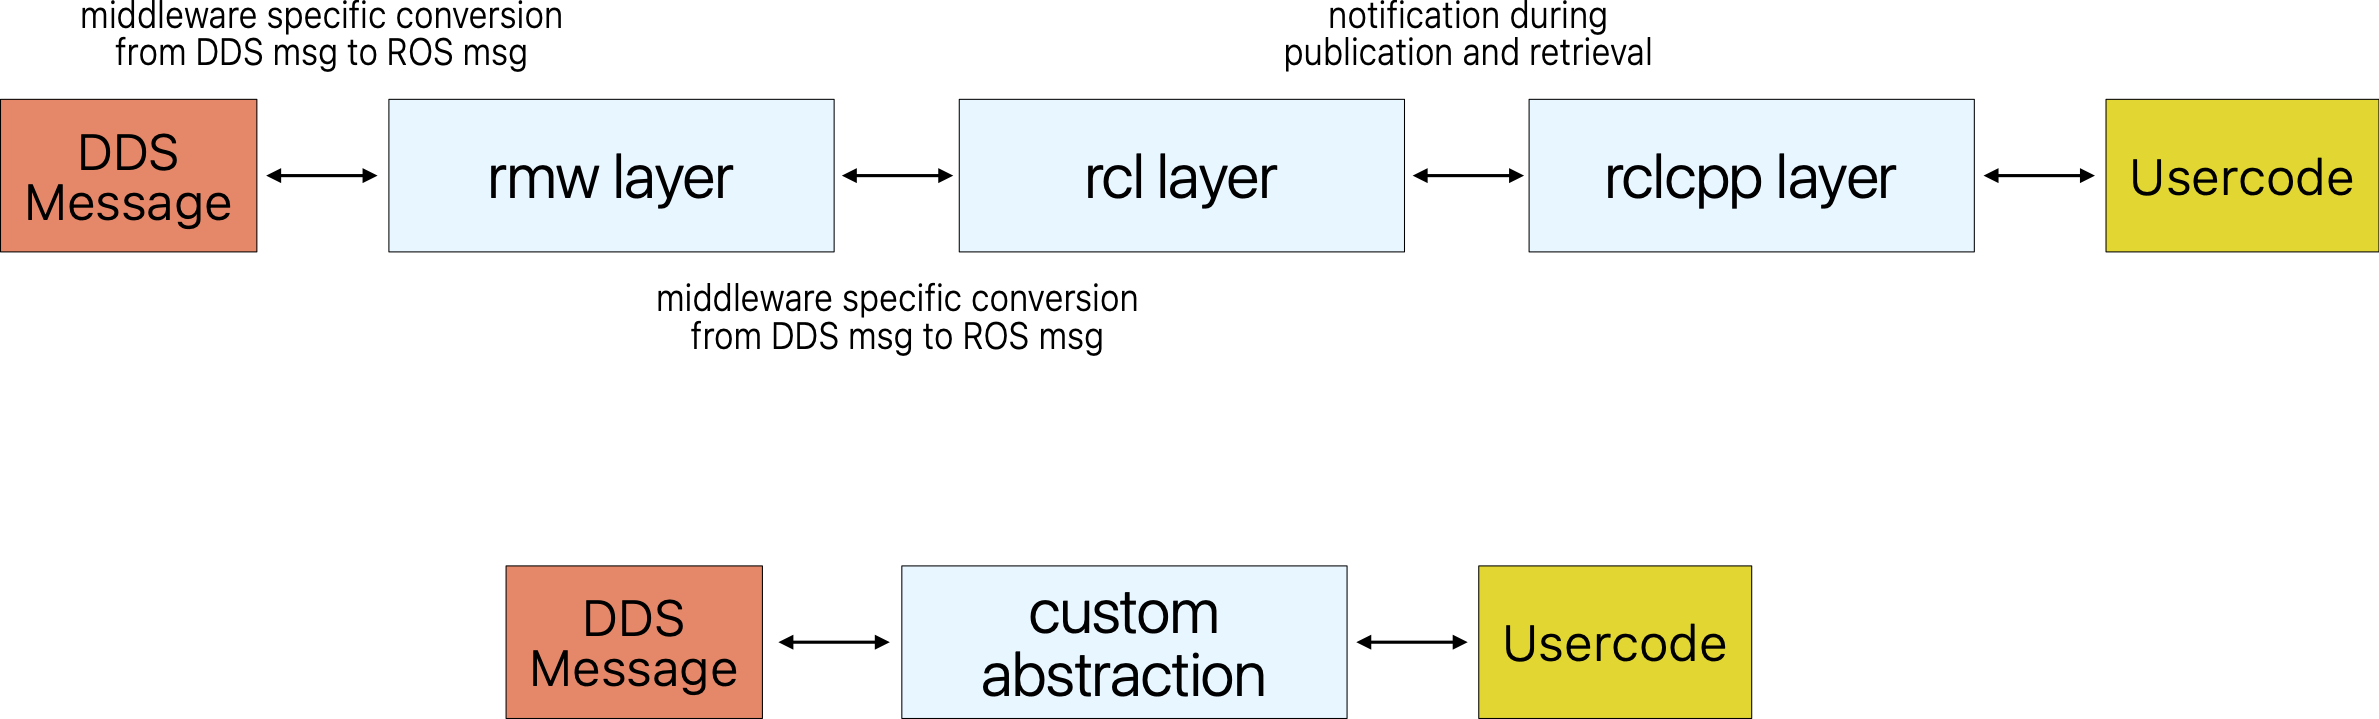 middleware specific conversion
from DDS msg to ROS msg
notification during
publication and retrieval
DDS
Message
rmw layer
rcl layer
rclcpp layer
Usercode
middleware specific conversion
from DDS msg to ROS msg
DDS
Message
custom
abstraction
Usercode